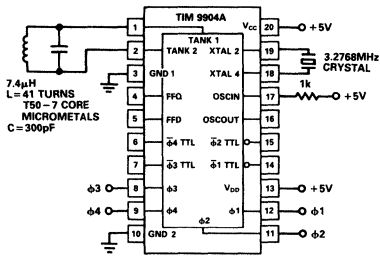 TIM 9904A
1
TANK 1
VCC
20
+5V
2
TANK 2
XTAL 2
19
3
GND 1
XTAL 4
18
3.2768MHz
CRYSTAL
7.4μH
L = 41 TURNS
T50 – 7 CORE
MICROMETALS
C = 300pF
4
FFQ
OSCIN
17
1k
+5V
5
FFD
OSCOUT
16
6
φ̅4 TTL
φ̅2 TTL
15
7
φ̅3 TTL
φ̅1 TTL
14
φ3
8
φ3
VDD
13
+5V
φ4
9
φ4
φ1
12
φ1
10
GND 2
φ2
11
φ2